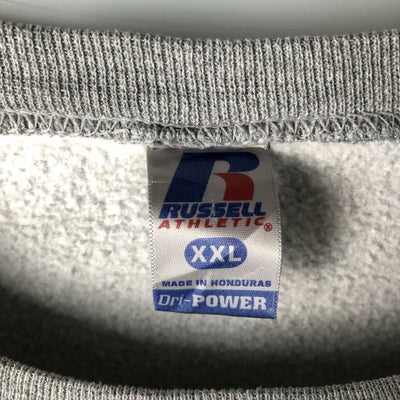 R
RUSSELL
ATHLETIC®
XXL
MADE IN HONDURAS
Dri-POWER